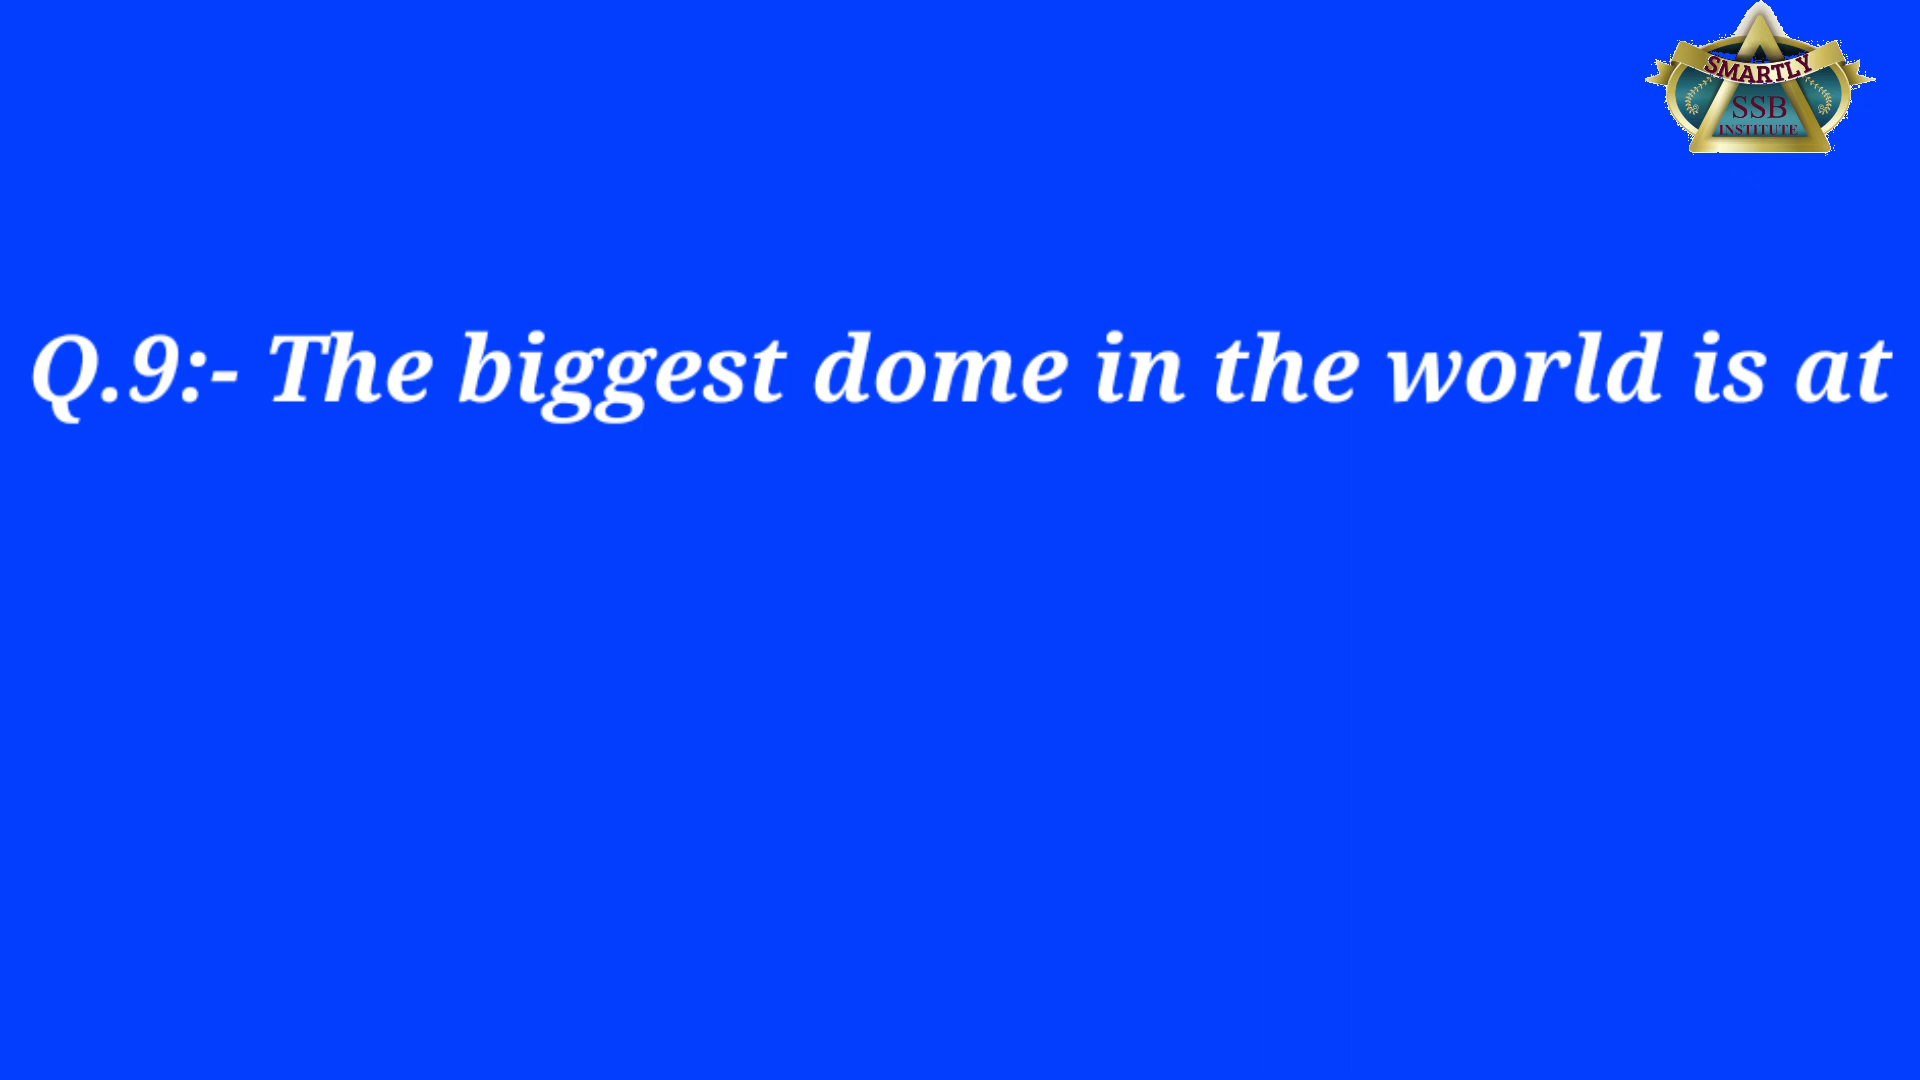 SMARTLY
SSB
INSTITUTE
Q.9:- The biggest dome in the world is at